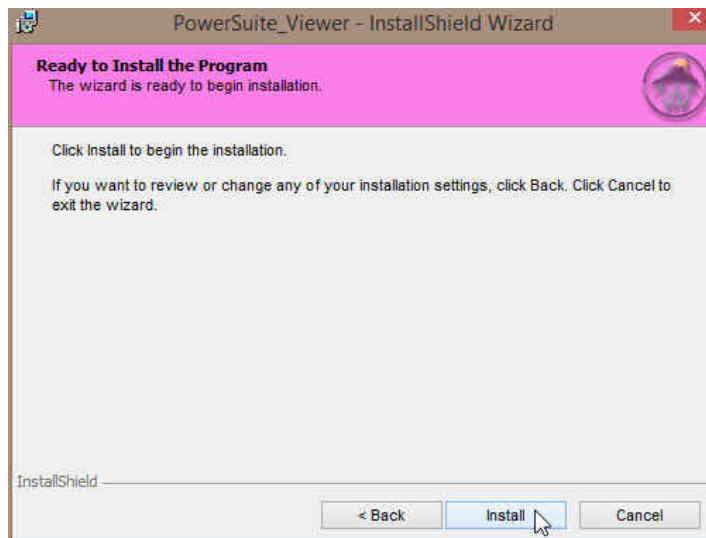 PowerSuite_Viewer - InstallShield Wizard
Ready to Install the Program
The wizard is ready to begin installation.
Click Install to begin the installation.
If you want to review or change any of your installation settings, click Back. Click Cancel to
exit the wizard.
InstallShield
< Back
Install
Cancel